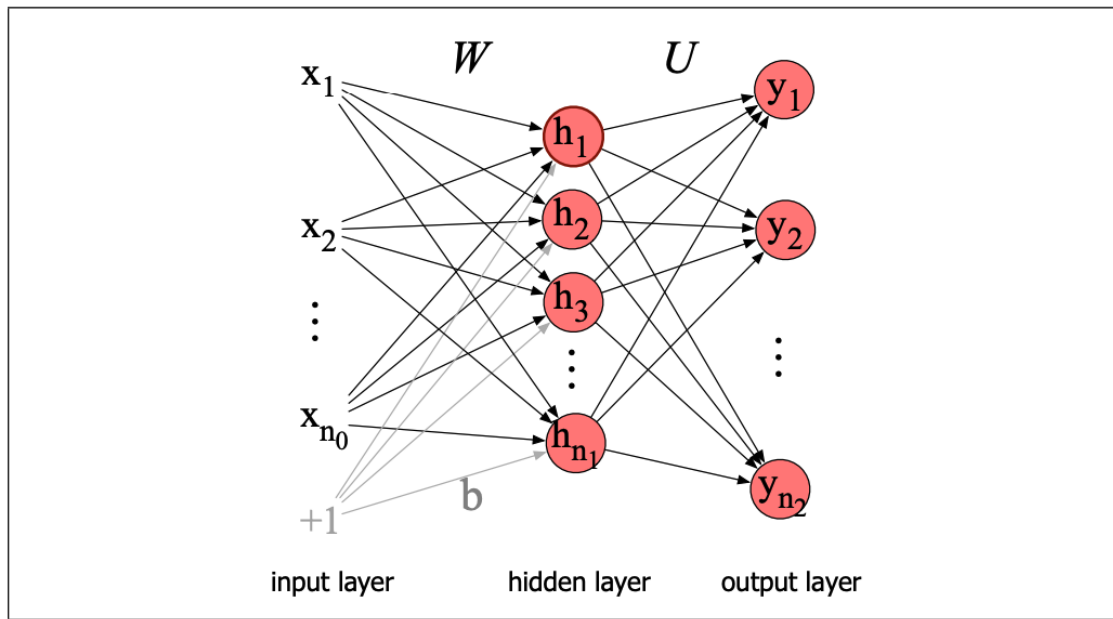 W U
x₁ h₁ y₁
x₂ h₂ y₂
⋮ h₃ ⋮
⋮
xₙ₀ hₙ₁ yₙ₂
+1 b
input layer hidden layer output layer